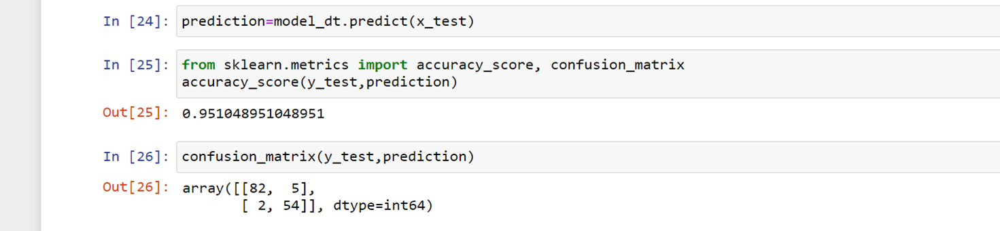 In [24]: prediction=model_dt.predict(x_test)
In [25]: from sklearn.metrics import accuracy_score, confusion_matrix
accuracy_score(y_test,prediction)
Out[25]: 0.951048951048951
In [26]: confusion_matrix(y_test,prediction)
Out[26]: array([[82,  5],
[ 2, 54]], dtype=int64)